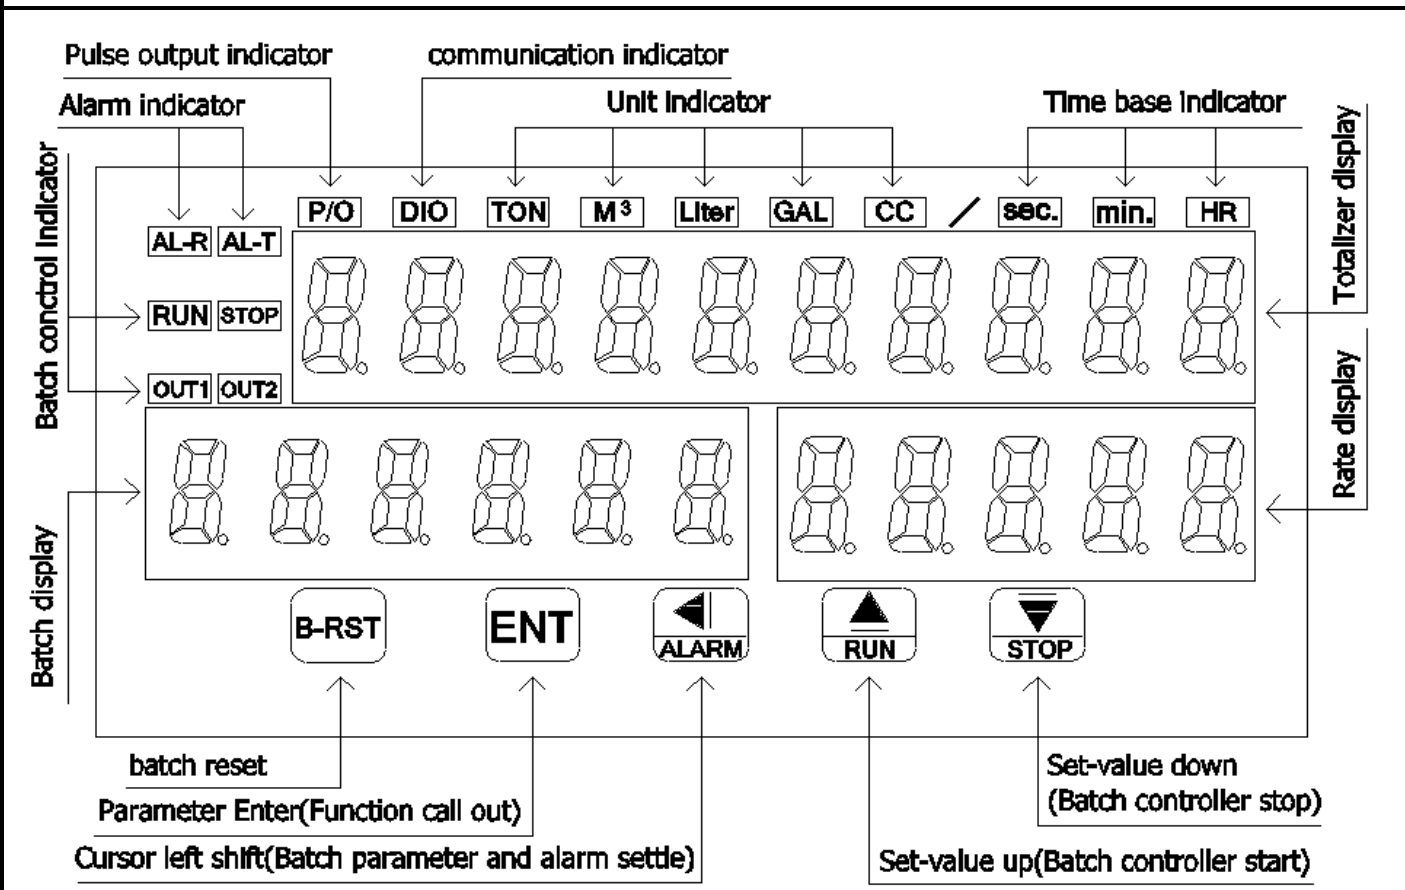 Pulse output indicator
communication indicator
Alarm indicator
Unit indicator
Time base indicator
Totalizer display
Batch conctrol indicator
P/O
DIO
TON
M³
Liter
GAL
CC
/
sec.
min.
HR
AL-R
AL-T
RUN
STOP
OUT1
OUT2
Rate display
Batch display
B-RST
ENT
ALARM
RUN
STOP
batch reset
Set-value down
(Batch controller stop)
Parameter Enter(Function call out)
Cursor left shift(Batch parameter and alarm settle)
Set-value up(Batch controller start)